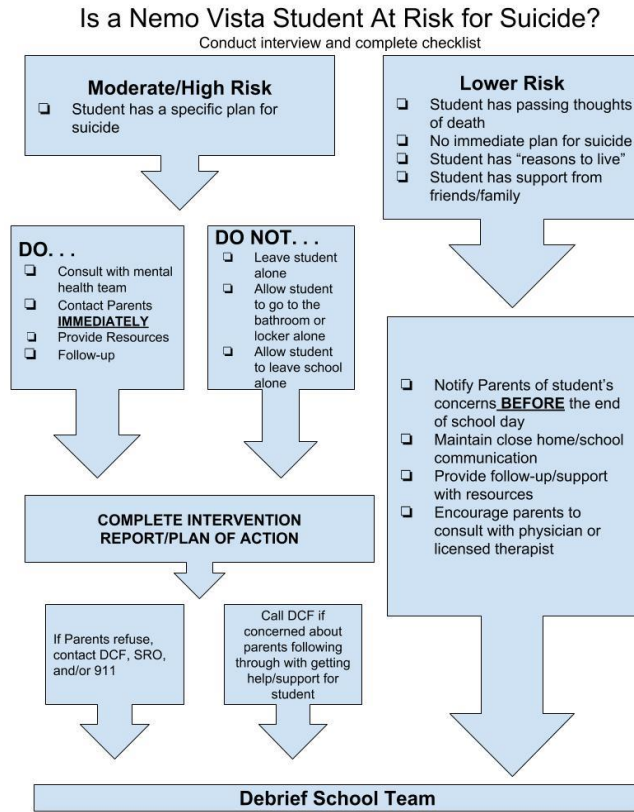 Is a Nemo Vista Student At Risk for Suicide?
Conduct interview and complete checklist
Moderate/High Risk
❏ Student has a specific plan for
suicide
Lower Risk
❏ Student has passing thoughts
of death
❏ No immediate plan for suicide
❏ Student has “reasons to live”
❏ Student has support from
friends/family
DO. . .
❏ Consult with mental
health team
❏ Contact Parents
IMMEDIATELY
❏ Provide Resources
❏ Follow-up
DO NOT. . .
❏ Leave student
alone
❏ Allow student
to go to the
bathroom or
locker alone
❏ Allow student
to leave school
alone
❏ Notify Parents of student’s
concerns BEFORE the end
of school day
❏ Maintain close home/school
communication
❏ Provide follow-up/support
with resources
❏ Encourage parents to
consult with physician or
licensed therapist
COMPLETE INTERVENTION
REPORT/PLAN OF ACTION
If Parents refuse,
contact DCF, SRO,
and/or 911
Call DCF if
concerned about
parents following
through with getting
help/support for
student
Debrief School Team